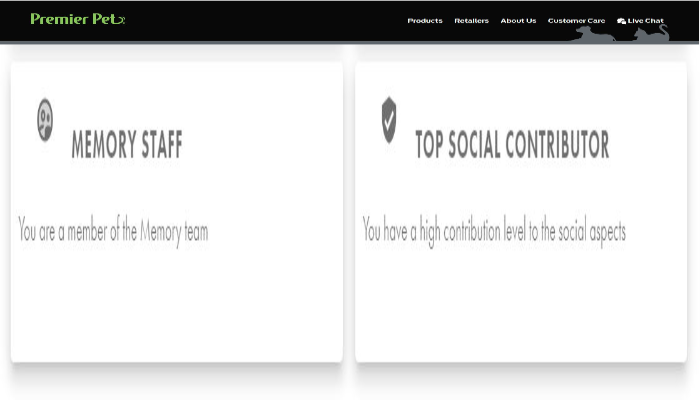 Premier Pet
Products Retailers About Us Customer Care Live Chat
MEMORY STAFF
You are a member of the Memory team
TOP SOCIAL CONTRIBUTOR
You have a high contribution level to the social aspects